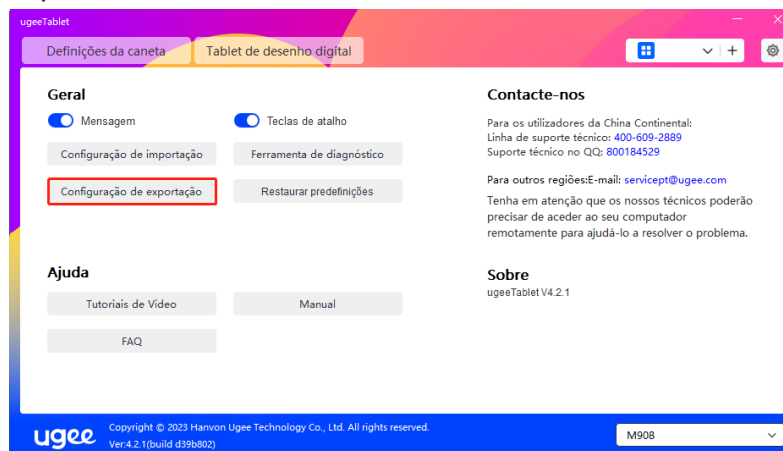 ugeeTablet
Definições da caneta
Tablet de desenho digital
Geral
Mensagem
Teclas de atalho
Configuração de importação
Ferramenta de diagnóstico
Configuração de exportação
Restaurar predefinições
Ajuda
Tutoriais de Vídeo
Manual
FAQ
Contacte-nos
Para os utilizadores da China Continental:
Linha de suporte técnico: 400-609-2889
Suporte técnico no QQ: 800184529
Para outros regiões:E-mail: servicept@ugee.com
Tenha em atenção que os nossos técnicos poderão
precisar de aceder ao seu computador
remotamente para ajudá-lo a resolver o problema.
Sobre
ugeeTablet V4.2.1
ugee
Copyright © 2023 Hanvon Ugee Technology Co., Ltd. All rights reserved.
Ver:4.2.1(build d39b802)
M908